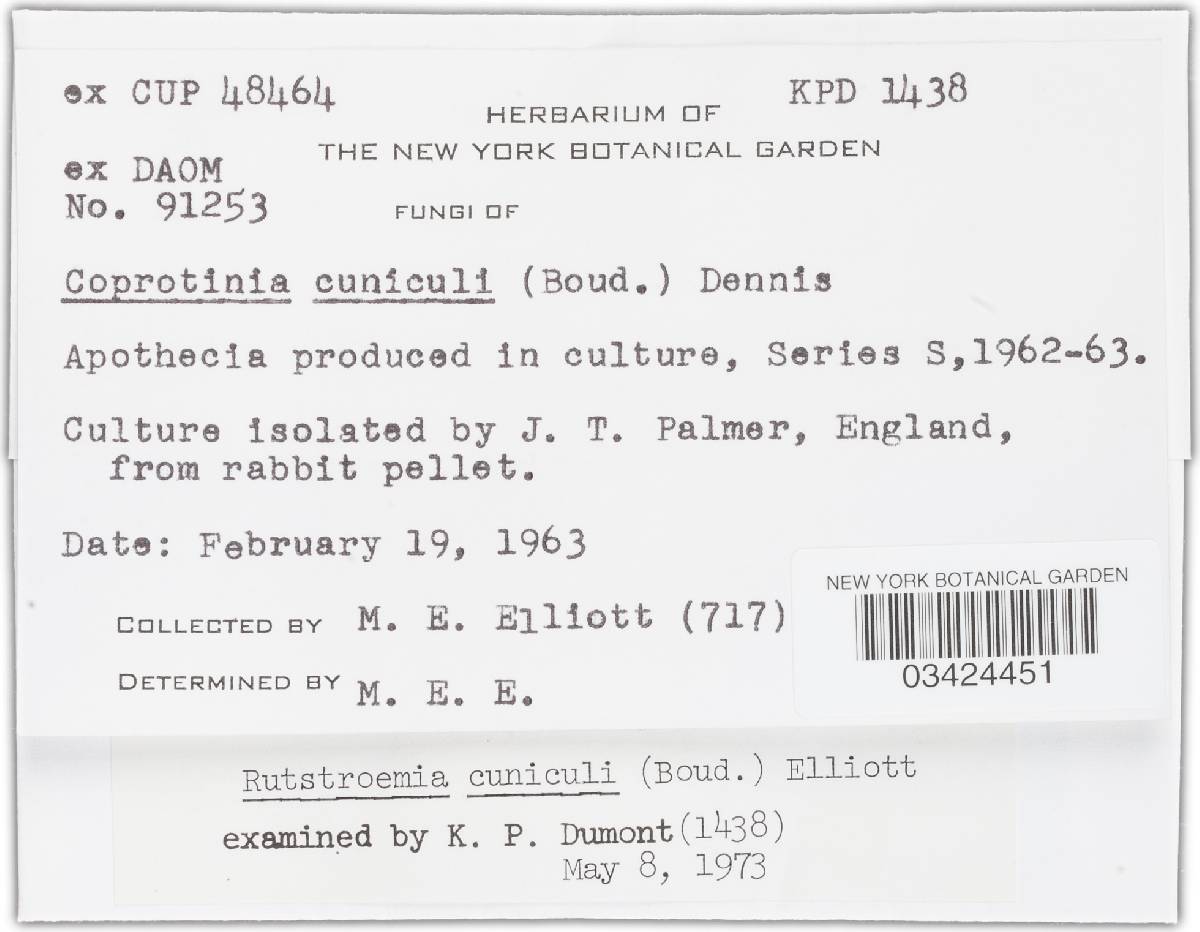 ex CUP 48464
KPD 1438
HERBARIUM OF
THE NEW YORK BOTANICAL GARDEN
ex DAOM
No. 91253
FUNGI OF
Coprotinia cuniculi (Boud.) Dennis
Apothecia produced in culture, Series S,1962-63.
Culture isolated by J. T. Palmer, England,
from rabbit pellet.
Date: February 19, 1963
COLLECTED BY M. E. Elliott (717)
DETERMINED BY M. E. E.
NEW YORK BOTANICAL GARDEN
03424451
Rutstroemia cuniculi (Boud.) Elliott
examined by K. P. Dumont (1438)
May 8, 1973